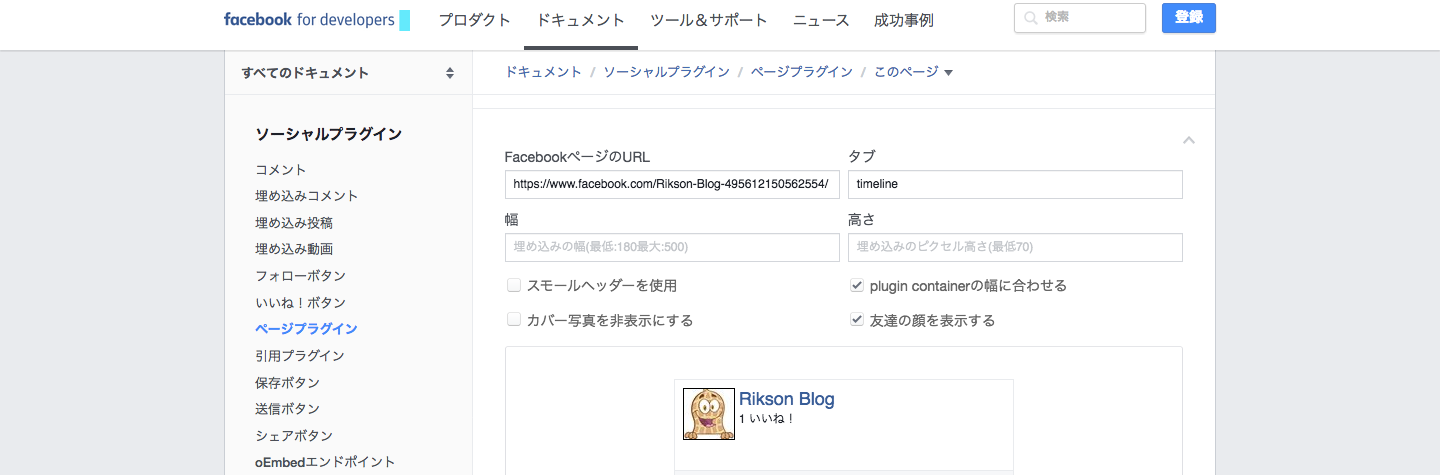 facebook for developers プロダクト ドキュメント ツール＆サポート ニュース 成功事例 検索 登録
すべてのドキュメント
ドキュメント / ソーシャルプラグイン / ページプラグイン / このページ
ソーシャルプラグイン
コメント
埋め込みコメント
埋め込み投稿
埋め込み動画
フォローボタン
いいね！ボタン
ページプラグイン
引用プラグイン
保存ボタン
送信ボタン
シェアボタン
oEmbedエンドポイント
FacebookページのURL タブ
https://www.facebook.com/Rikson-Blog-495612150562554/ timeline
幅 高さ
埋め込みの幅(最低:180最大:500) 埋め込みのピクセル高さ(最低70)
スモールヘッダーを使用 plugin containerの幅に合わせる
カバー写真を非表示にする 友達の顔を表示する
Rikson Blog
1 いいね！